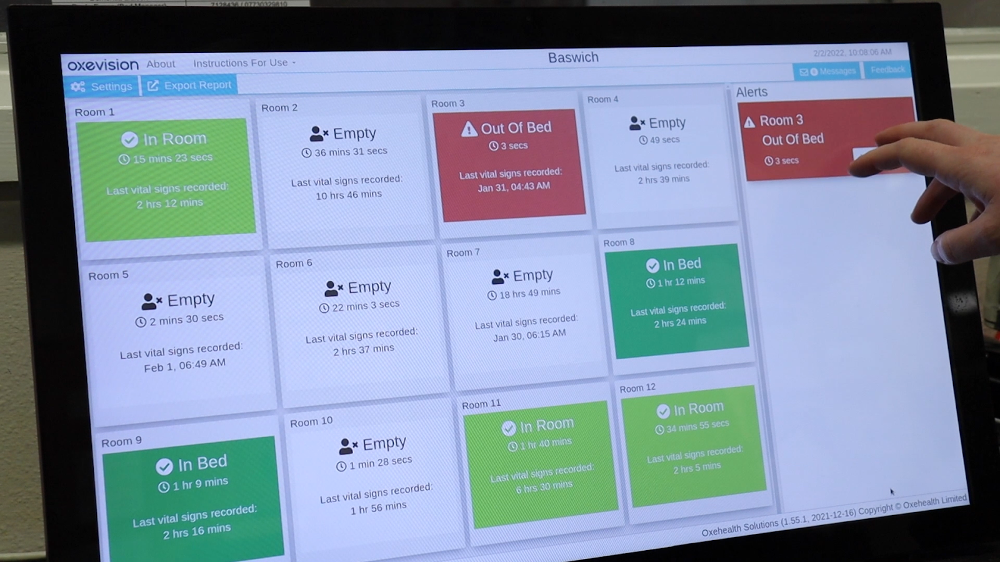 7128436 / 07730329810
oxevision About Instructions For Use
Baswich
2/2/2022, 10:08:06 AM
Settings Export Report
0 Messages Feedback
Room 1
In Room
15 mins 23 secs
Last vital signs recorded:
2 hrs 12 mins
Room 2
Empty
36 mins 31 secs
Last vital signs recorded:
10 hrs 46 mins
Room 3
Out Of Bed
3 secs
Last vital signs recorded:
Jan 31, 04:43 AM
Room 4
Empty
49 secs
Last vital signs recorded:
2 hrs 39 mins
Alerts
Room 3
Out Of Bed
3 secs
Room 5
Empty
2 mins 30 secs
Last vital signs recorded:
Feb 1, 06:49 AM
Room 6
Empty
22 mins 3 secs
Last vital signs recorded:
2 hrs 37 mins
Room 7
Empty
18 hrs 49 mins
Last vital signs recorded:
Jan 30, 06:15 AM
Room 8
In Bed
1 hr 12 mins
Last vital signs recorded:
2 hrs 24 mins
Room 9
In Bed
1 hr 9 mins
Last vital signs recorded:
2 hrs 16 mins
Room 10
Empty
1 min 28 secs
Last vital signs recorded:
1 hr 56 mins
Room 11
In Room
1 hr 40 mins
Last vital signs recorded:
6 hrs 30 mins
Room 12
In Room
34 mins 55 secs
Last vital signs recorded:
2 hrs 5 mins
Oxehealth Solutions (1.55.1, 2021-12-16) Copyright © Oxehealth Limited